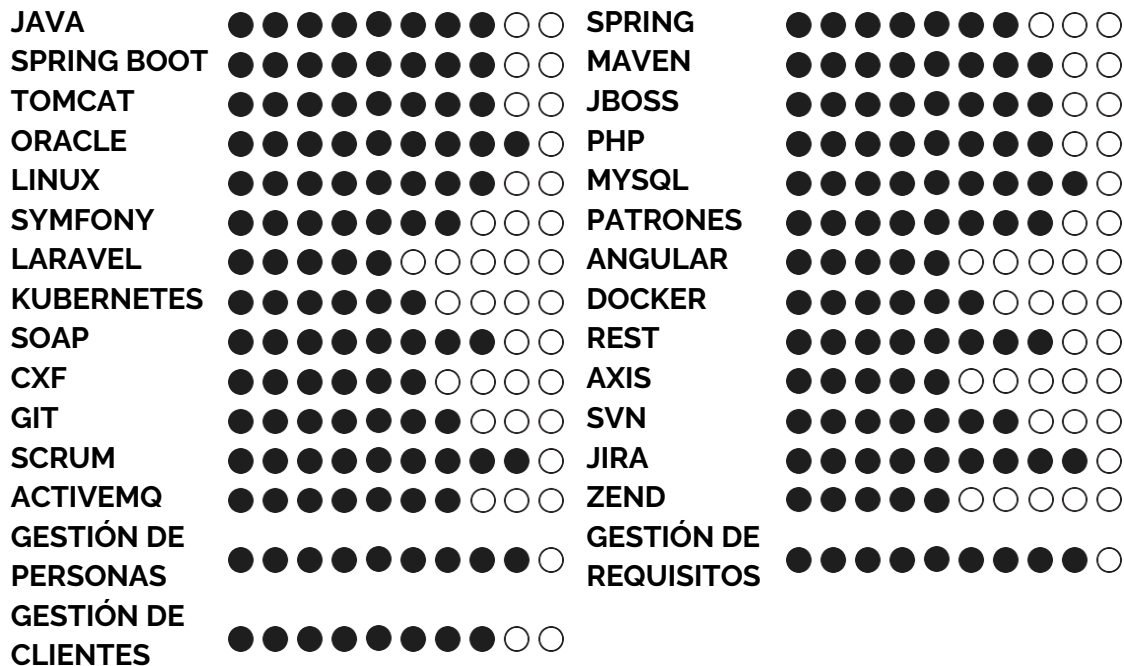 JAVA
SPRING BOOT
TOMCAT
ORACLE
LINUX
SYMFONY
LARAVEL
KUBERNETES
SOAP
CXF
GIT
SCRUM
ACTIVEMQ
GESTIÓN DE
PERSONAS
GESTIÓN DE
CLIENTES
SPRING
MAVEN
JBOSS
PHP
MYSQL
PATRONES
ANGULAR
DOCKER
REST
AXIS
SVN
JIRA
ZEND
GESTIÓN DE
REQUISITOS